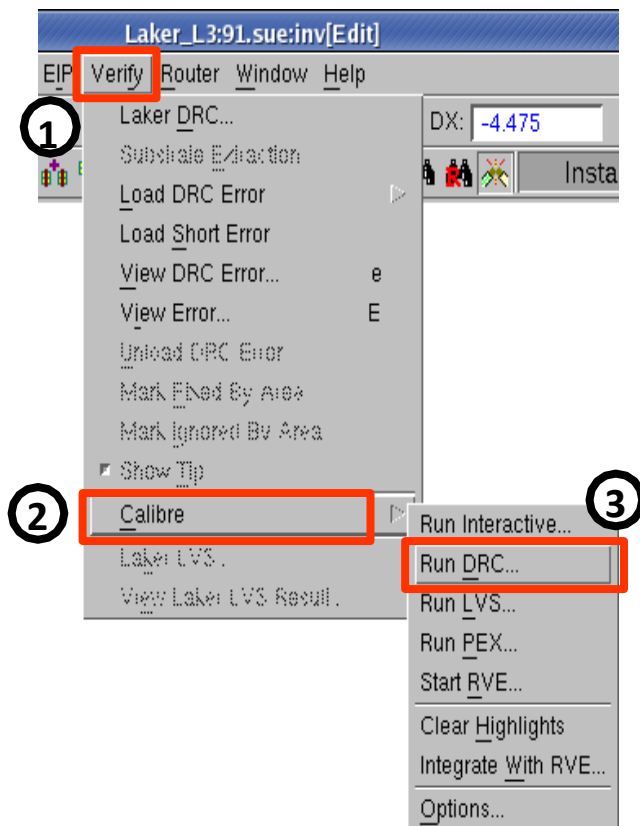 Laker_L3:91.sue:inv[Edit]
EIP Verify Router Window Help
1
Laker DRC...
DX: -4.475
Substrate Extraction
Insta
Load DRC Error
Load Short Error
View DRC Error... e
View Error... E
Unload DRC Error
Mark Fixed By Area
Mark Ignored By Area
Show Tip
2
Calibre
3
Run Interactive...
Laker LVS...
Run DRC...
View Laker LVS Result...
Run LVS...
Run PEX...
Start RVE...
Clear Highlights
Integrate With RVE...
Options...